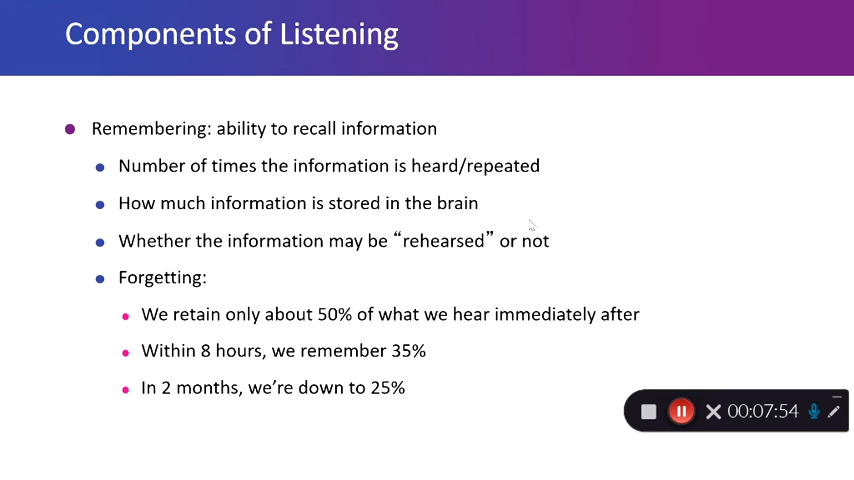 Components of Listening
Remembering: ability to recall information
Number of times the information is heard/repeated
How much information is stored in the brain
Whether the information may be “rehearsed” or not
Forgetting:
We retain only about 50% of what we hear immediately after
Within 8 hours, we remember 35%
In 2 months, we’re down to 25%
00:07:54